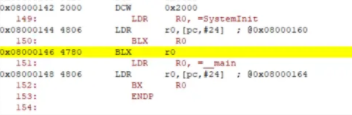 0x08000142 2000 DCW 0x2000
149: LDR R0, =SystemInit
0x08000144 4806 LDR r0,[pc,#24] ; @0x08000160
150: BLX R0
0x08000146 4780 BLX r0
151: LDR R0, =__main
0x08000148 4806 LDR r0,[pc,#24] ; @0x08000164
152: BX R0
153: ENDP
154: